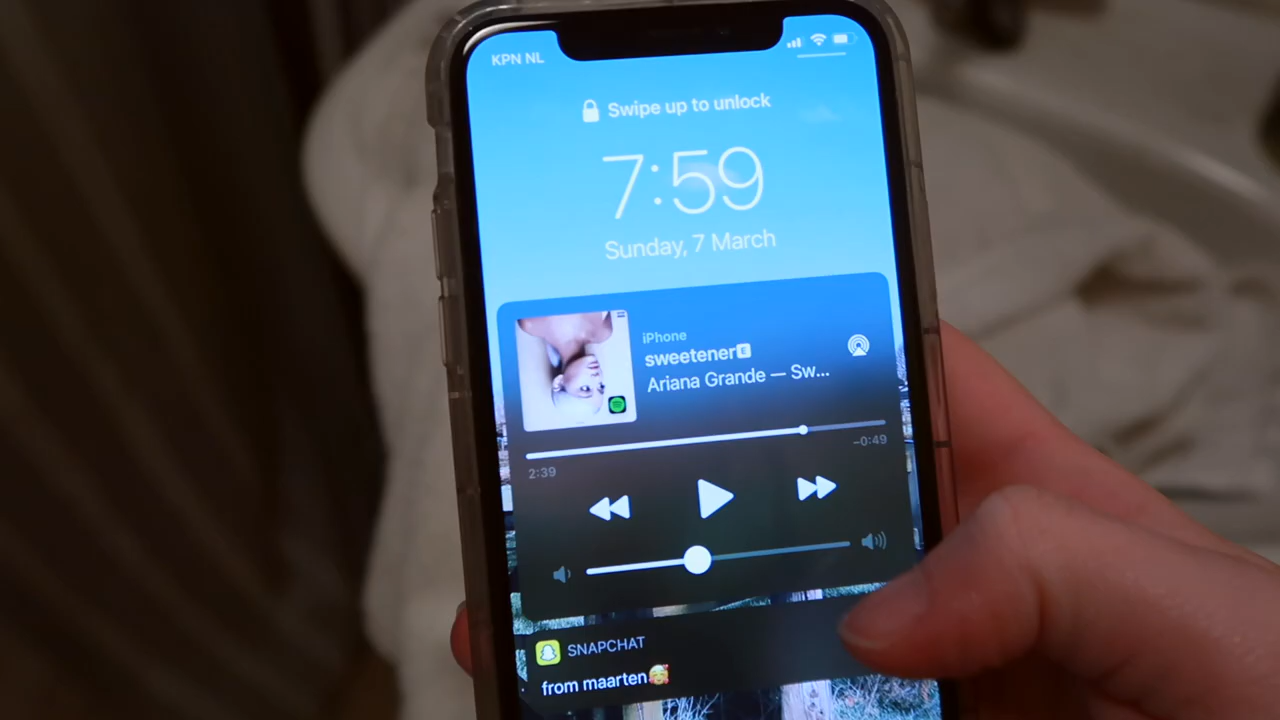 KPN NL
Swipe up to unlock
7:59
Sunday, 7 March
iPhone
sweetener E
Ariana Grande — Sw...
2:39
-0:49
SNAPCHAT
from maarten🥰